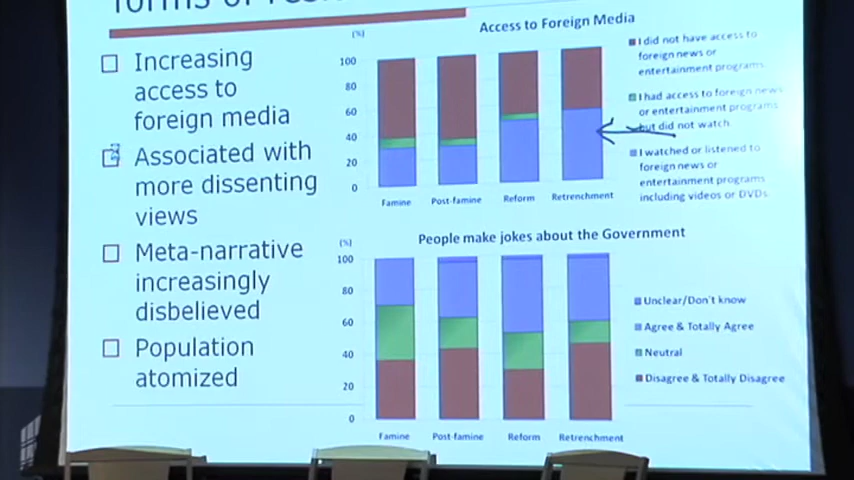 forms of
Increasing
access to
foreign media
Associated with
more dissenting
views
Meta-narrative
increasingly
disbelieved
Population
atomized
Access to Foreign Media
(%)
100
80
60
40
20
0
Famine Post-famine Reform Retrenchment
I did not have access to
foreign news or
entertainment programs
I had access to foreign news
or entertainment programs
but did not watch
I watched or listened to
foreign news or
entertainment programs
including videos or DVDs.
People make jokes about the Government
(%)
100
80
60
40
20
0
Famine Post-famine Reform Retrenchment
Unclear/Don't know
Agree & Totally Agree
Neutral
Disagree & Totally Disagree